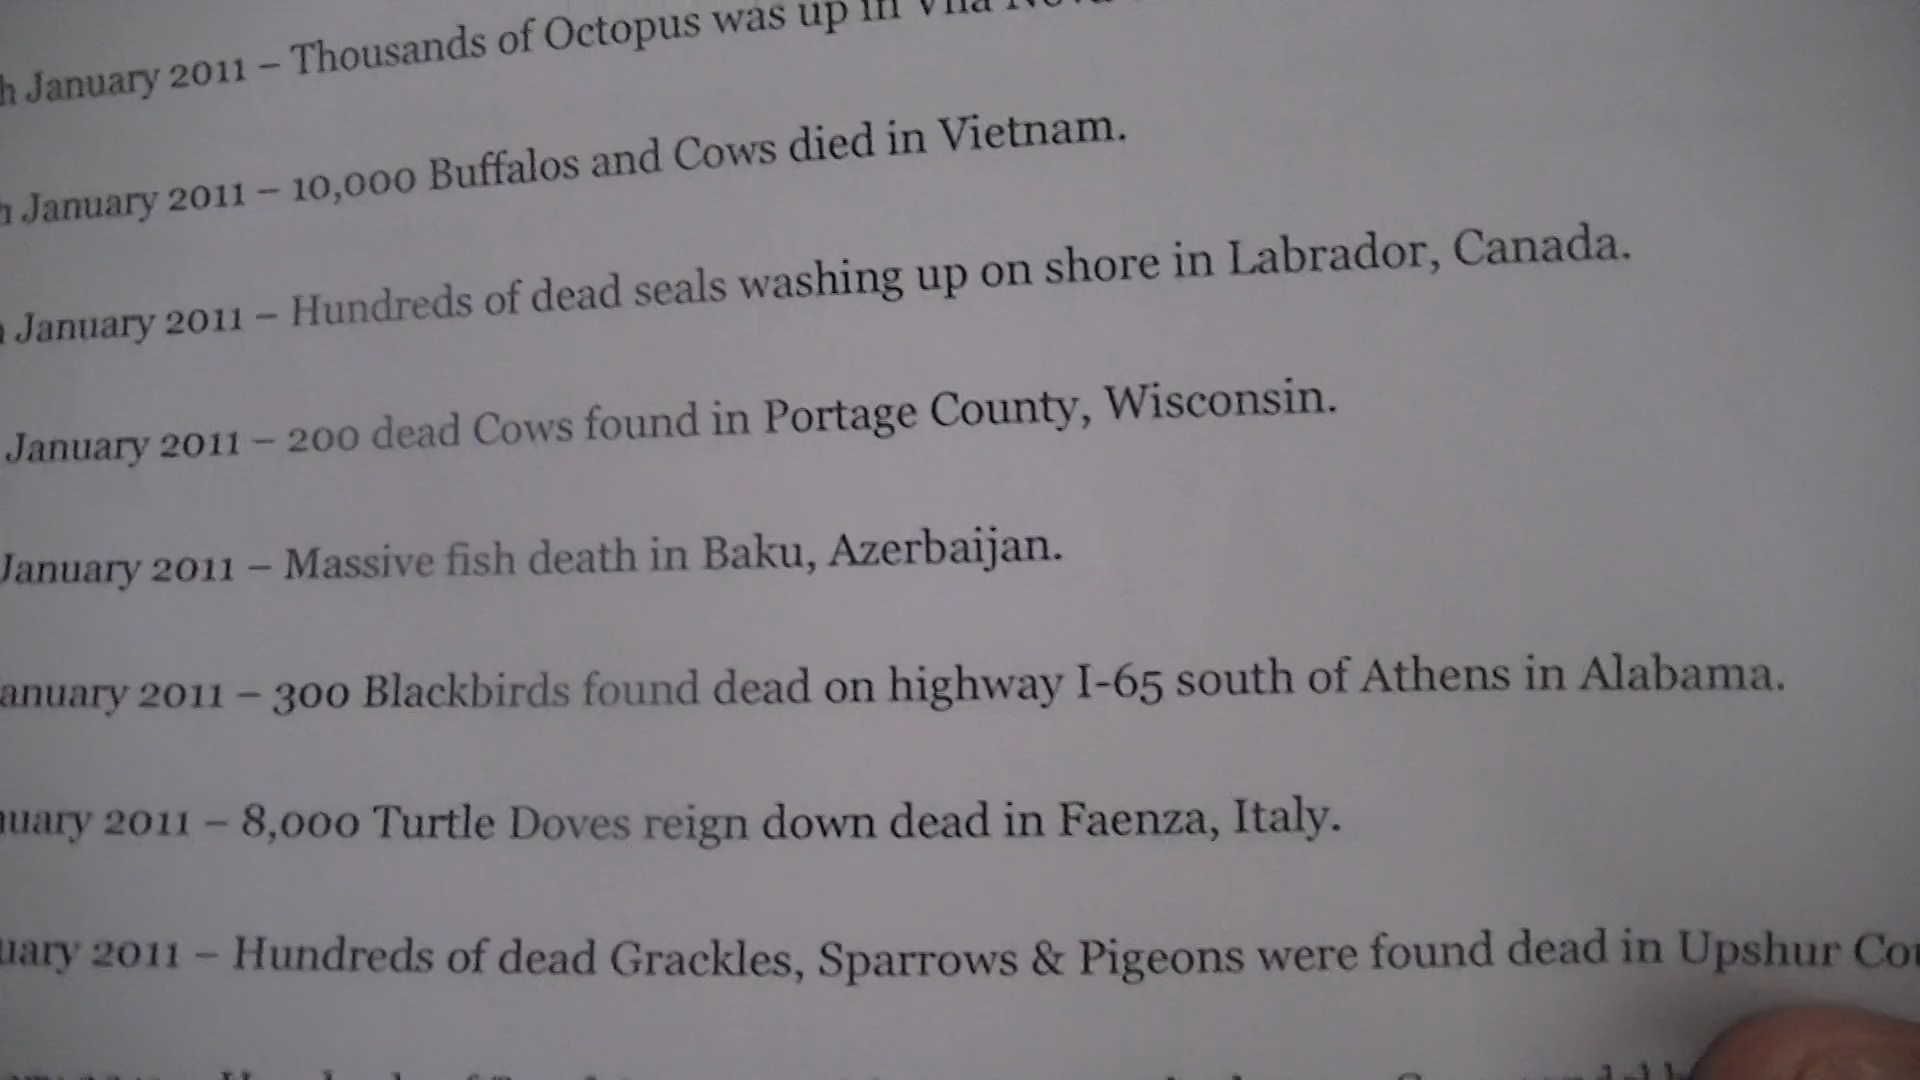 January 2011 – Thousands of Octopus was up in
January 2011 – 10,000 Buffalos and Cows died in Vietnam.
January 2011 – Hundreds of dead seals washing up on shore in Labrador, Canada.
January 2011 – 200 dead Cows found in Portage County, Wisconsin.
January 2011 – Massive fish death in Baku, Azerbaijan.
anuary 2011 – 300 Blackbirds found dead on highway I-65 south of Athens in Alabama.
uary 2011 – 8,000 Turtle Doves reign down dead in Faenza, Italy.
uary 2011 – Hundreds of dead Grackles, Sparrows & Pigeons were found dead in Upshur